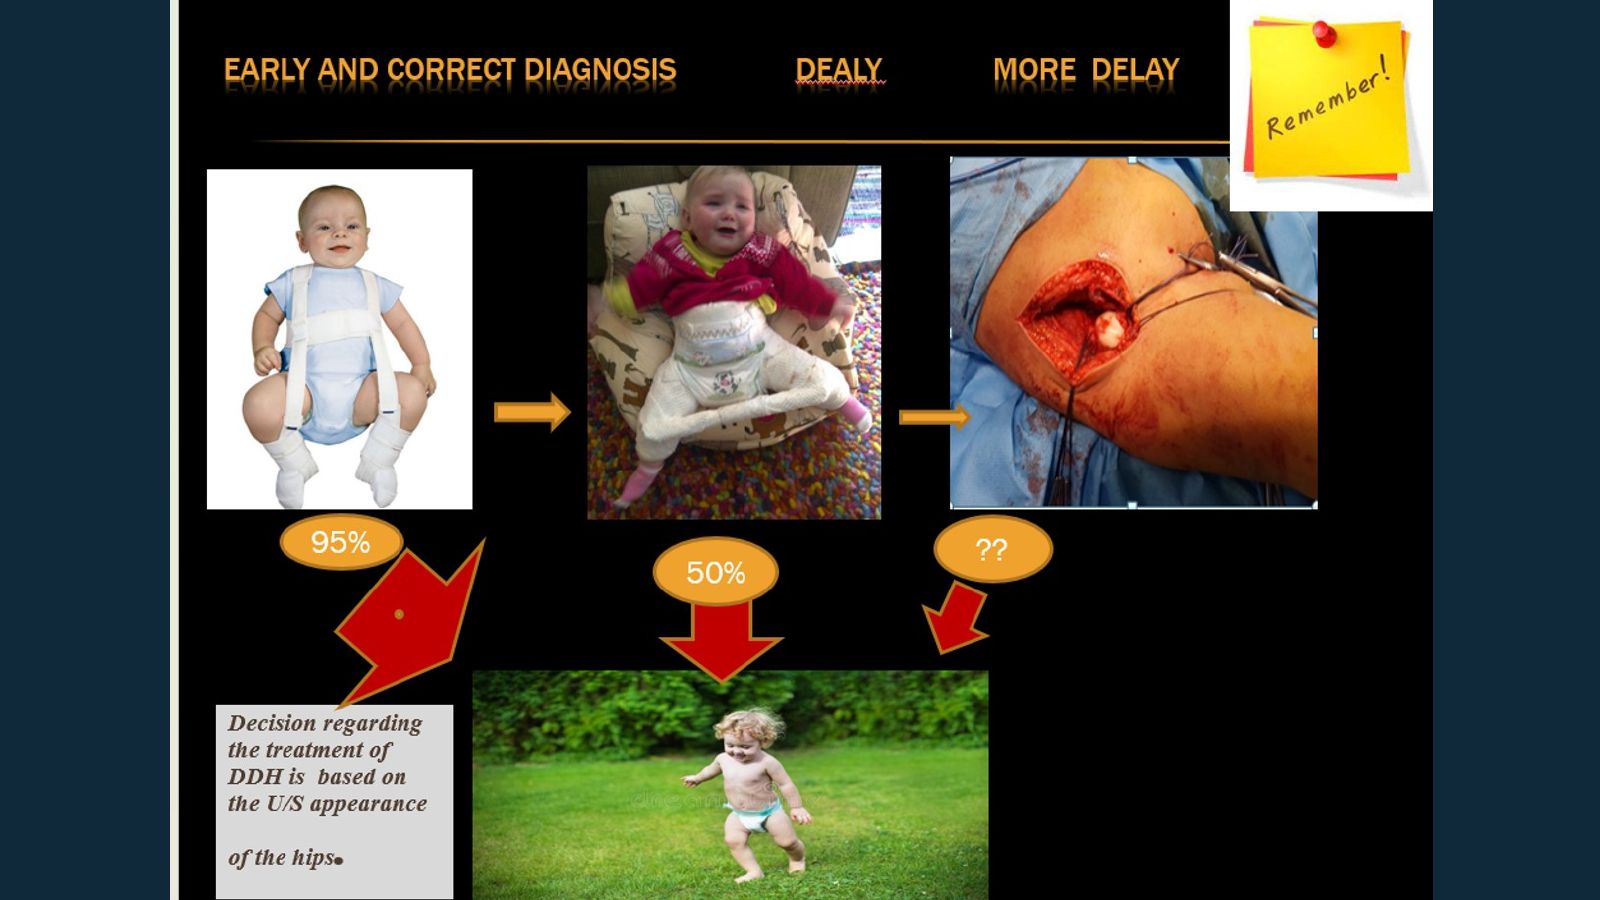 EARLY AND CORRECT DIAGNOSIS DEALY MORE DELAY
Remember!
95%
50%
??
Decision regarding
the treatment of
DDH is based on
the U/S appearance
of the hips.